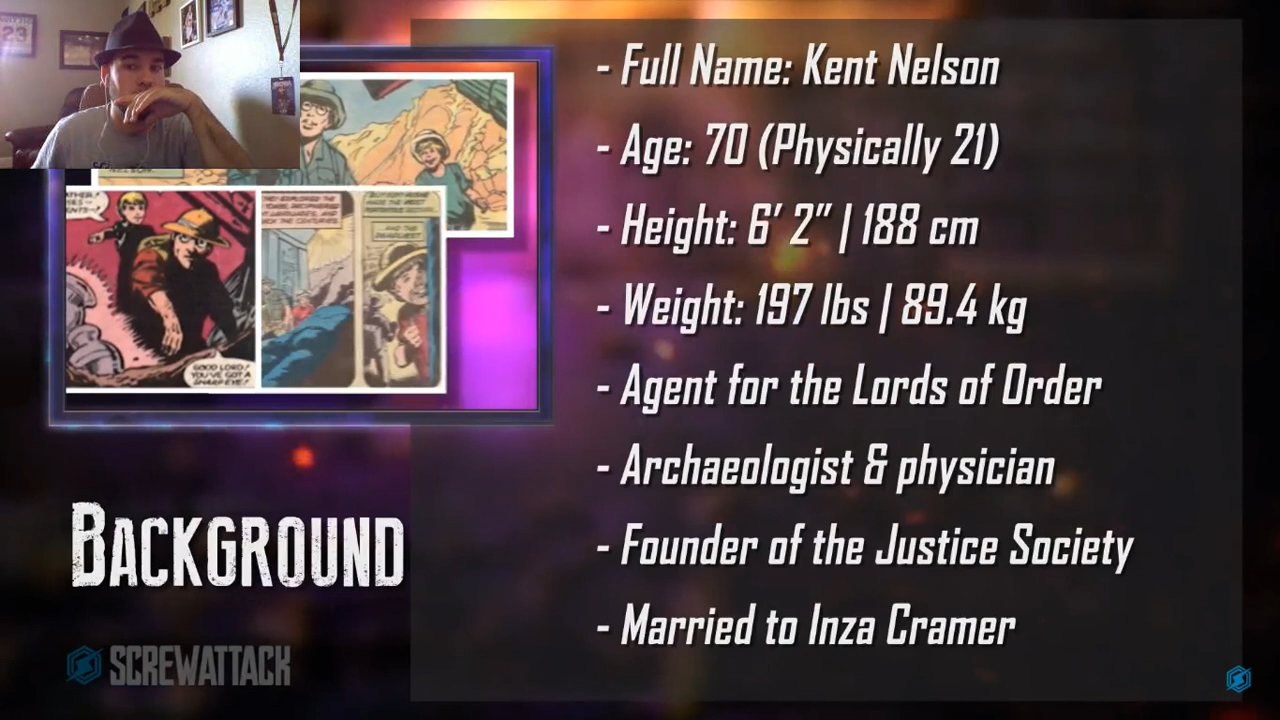 - Full Name: Kent Nelson
- Age: 70 (Physically 21)
- Height: 6' 2" | 188 cm
- Weight: 197 lbs | 89.4 kg
- Agent for the Lords of Order
- Archaeologist & physician
- Founder of the Justice Society
- Married to Inza Cramer
GOOD LORD!
YOU'VE GOT A
SHARP EYE!
BACKGROUND
SCREWATTACK